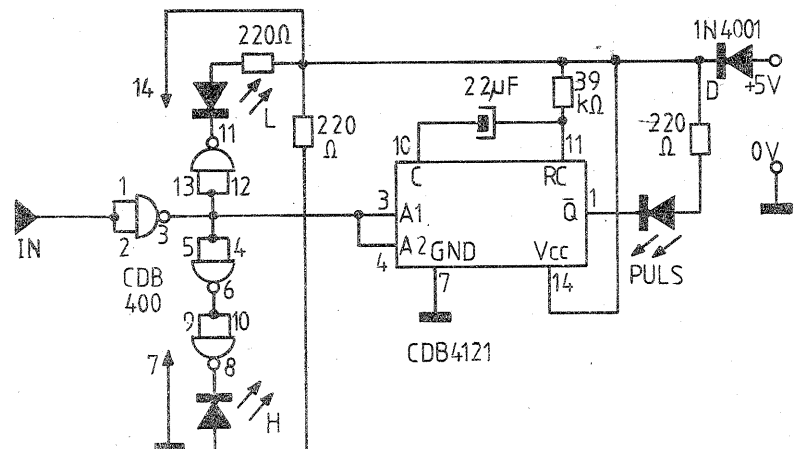 1N4001
220Ω
+5V
14
22µF
39
kΩ
D
L
220
Ω
220
Ω
11
10
11
0V
C
RC
13
12
1
3
A1
Q̅
1
IN
2
3
5
4
A2
GND
Vcc
4
PULS
CDB
400
6
7
14
9
10
CDB4121
7
8
H